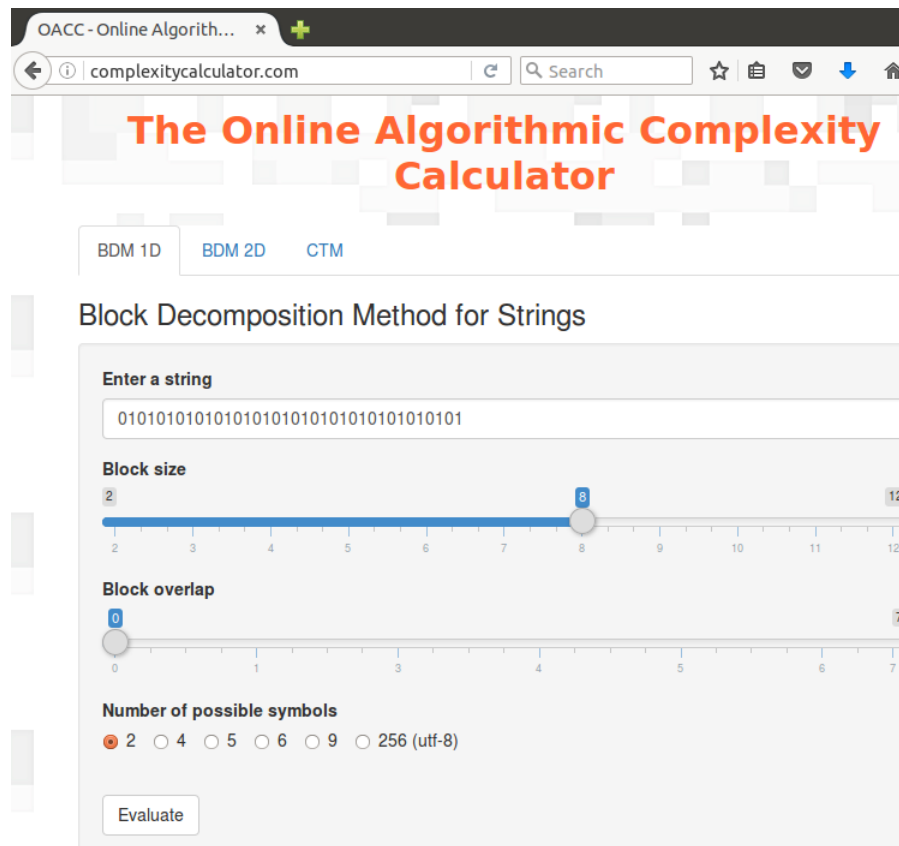 OACC - Online Algorith…
complexitycalculator.com
Search
The Online Algorithmic Complexity
Calculator
BDM 1D BDM 2D CTM
Block Decomposition Method for Strings
Enter a string
01010101010101010101010101010101010101
Block size
2 8 12
2 3 4 5 6 7 8 9 10 11 12
Block overlap
0 7
0 1 3 4 5 6 7
Number of possible symbols
2 4 5 6 9 256 (utf-8)
Evaluate